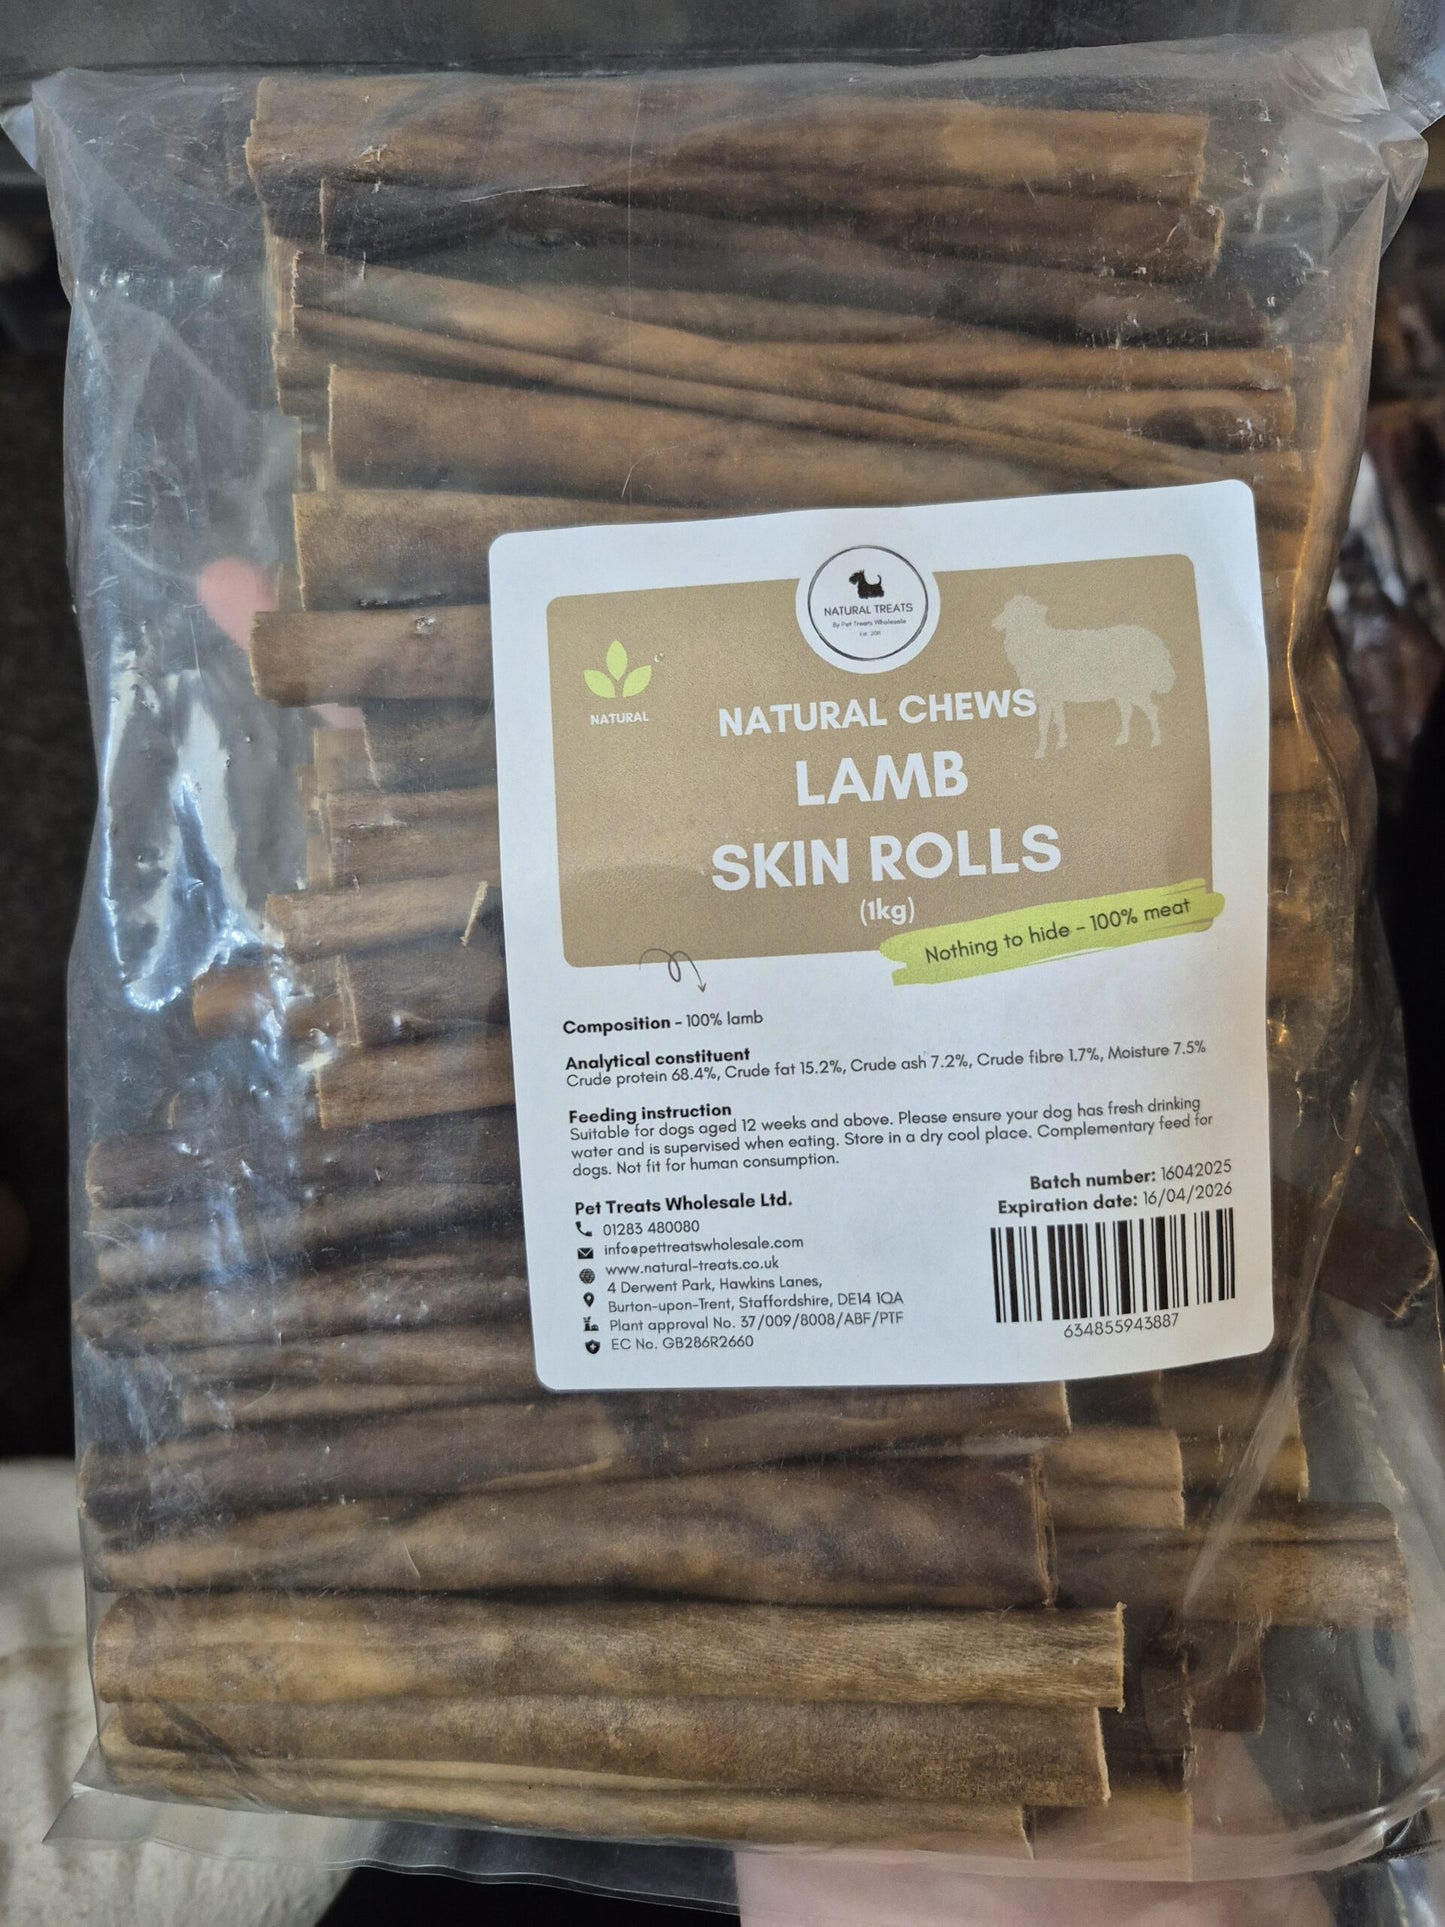 NATURAL TREATS
By Pet Treats Wholesale
Est. 2011
NATURAL
NATURAL CHEWS
LAMB
SKIN ROLLS
(1kg)
Nothing to hide - 100% meat
Composition - 100% lamb
Analytical constituent
Crude protein 68.4%, Crude fat 15.2%, Crude ash 7.2%, Crude fibre 1.7%, Moisture 7.5%
Feeding instruction
Suitable for dogs aged 12 weeks and above. Please ensure your dog has fresh drinking
water and is supervised when eating. Store in a dry cool place. Complementary feed for
dogs. Not fit for human consumption.
Batch number: 16042025
Expiration date: 16/04/2026
Pet Treats Wholesale Ltd.
01283 480080
info@pettreatswholesale.com
www.natural-treats.co.uk
4 Derwent Park, Hawkins Lanes,
Burton-upon-Trent, Staffordshire, DE14 1QA
Plant approval No. 37/009/8008/ABF/PTF
EC No. GB286R2660
634855943887